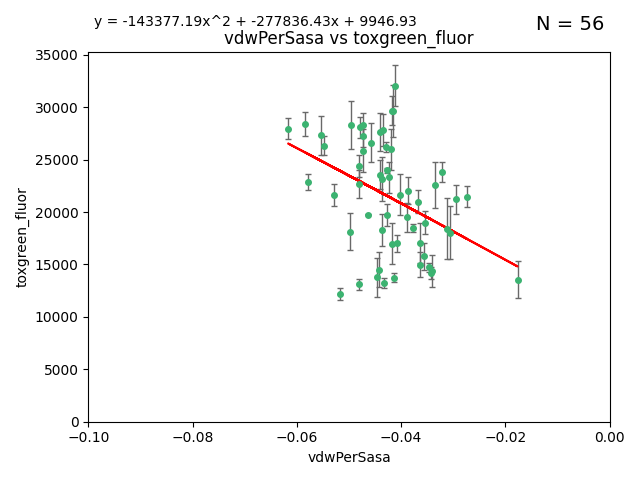 y = -143377.19x^2 + -277836.43x + 9946.93
N = 56
vdwPerSasa vs toxgreen_fluor
35000
30000
25000
20000
15000
10000
5000
0
toxgreen_fluor
−0.10 −0.08 −0.06 −0.04 −0.02 0.00
vdwPerSasa